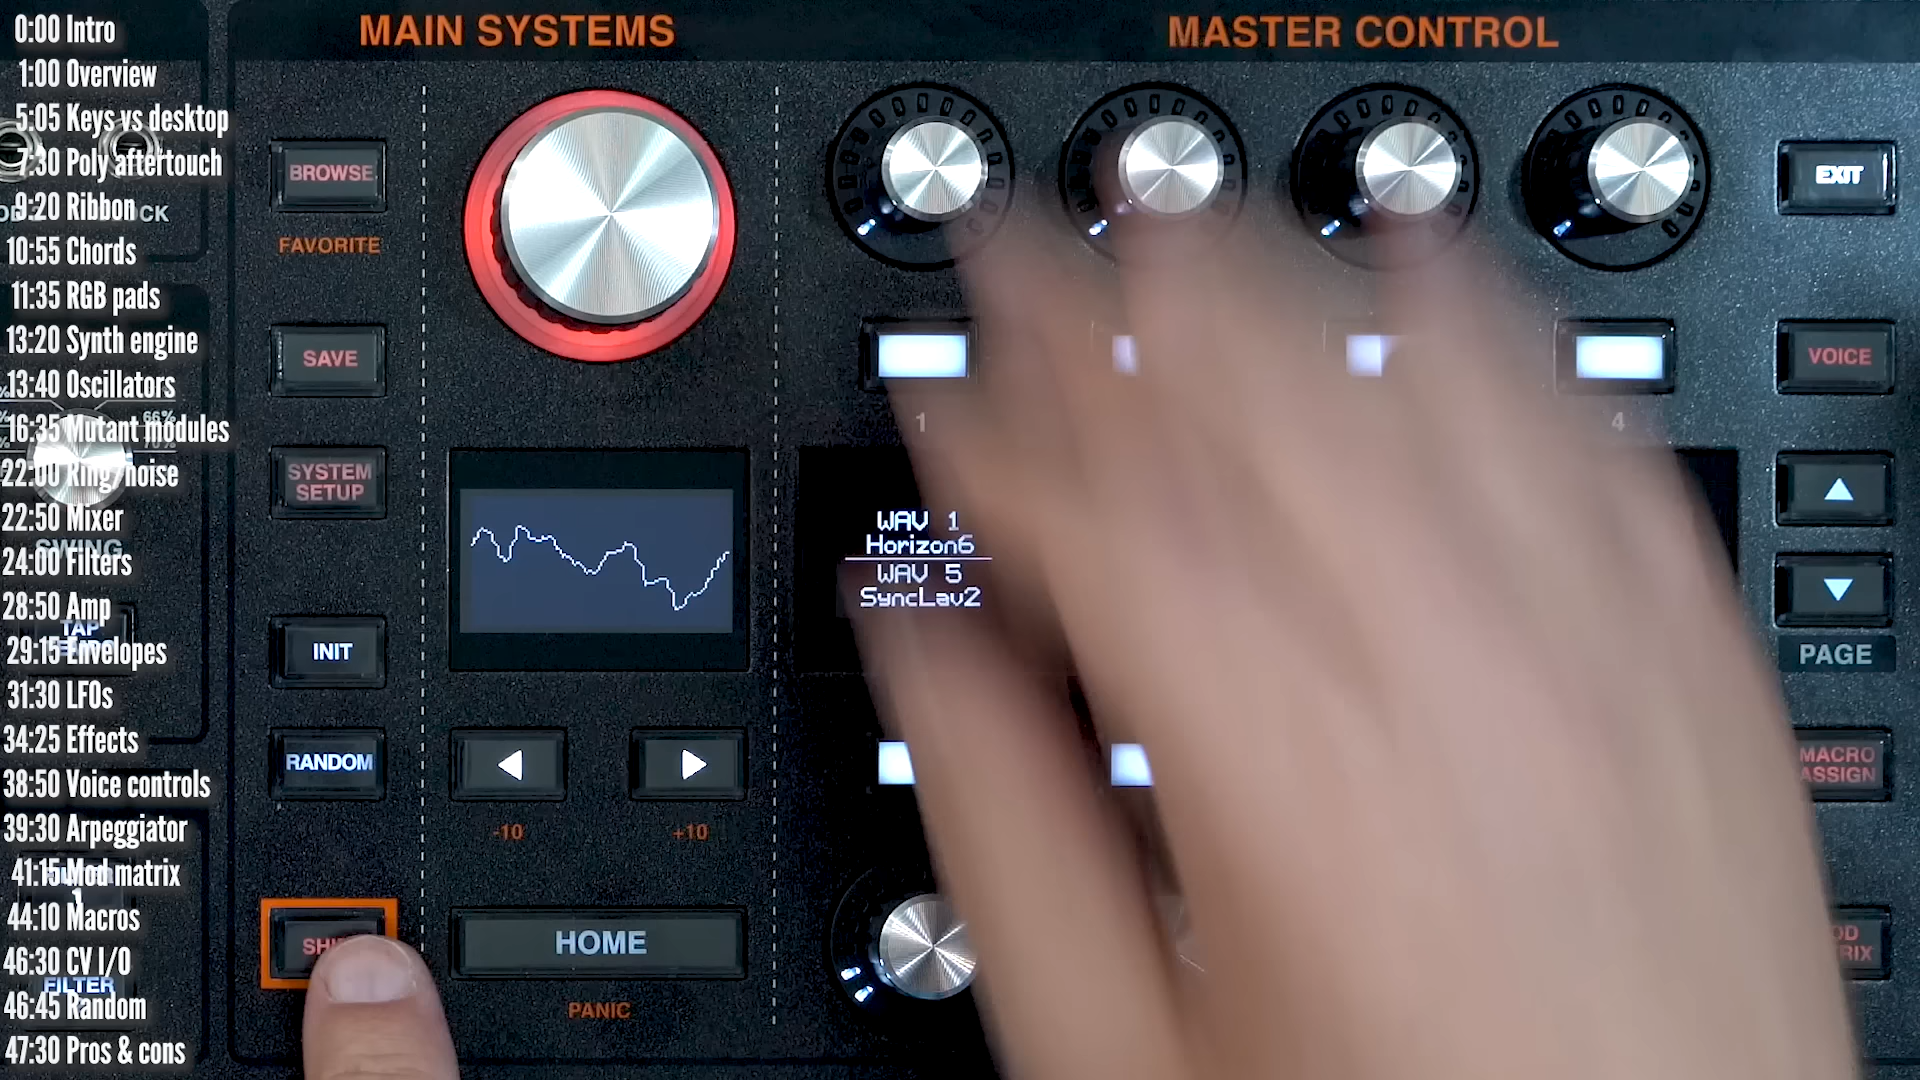 0:00 Intro
1:00 Overview
5:05 Keys vs desktop
7:30 Poly aftertouch
9:20 Ribbon
10:55 Chords
11:35 RGB pads
13:20 Synth engine
13:40 Oscillators
16:35 Mutant modules
22:00 Ring/noise
22:50 Mixer
24:00 Filters
28:50 Amp
29:15 Envelopes
31:30 LFOs
34:25 Effects
38:50 Voice controls
39:30 Arpeggiator
41:15 Mod matrix
44:10 Macros
46:30 CV I/O
46:45 Random
47:30 Pros & cons
66%
SWING
TAP
FILTER
MAIN SYSTEMS
BROWSE
FAVORITE
SAVE
SYSTEM
SETUP
INIT
RANDOM
-10
+10
HOME
PANIC
MASTER CONTROL
1
4
WAV 1
Horizon6
WAV 5
SyncLav2
EXIT
VOICE
PAGE
MACRO
ASSIGN